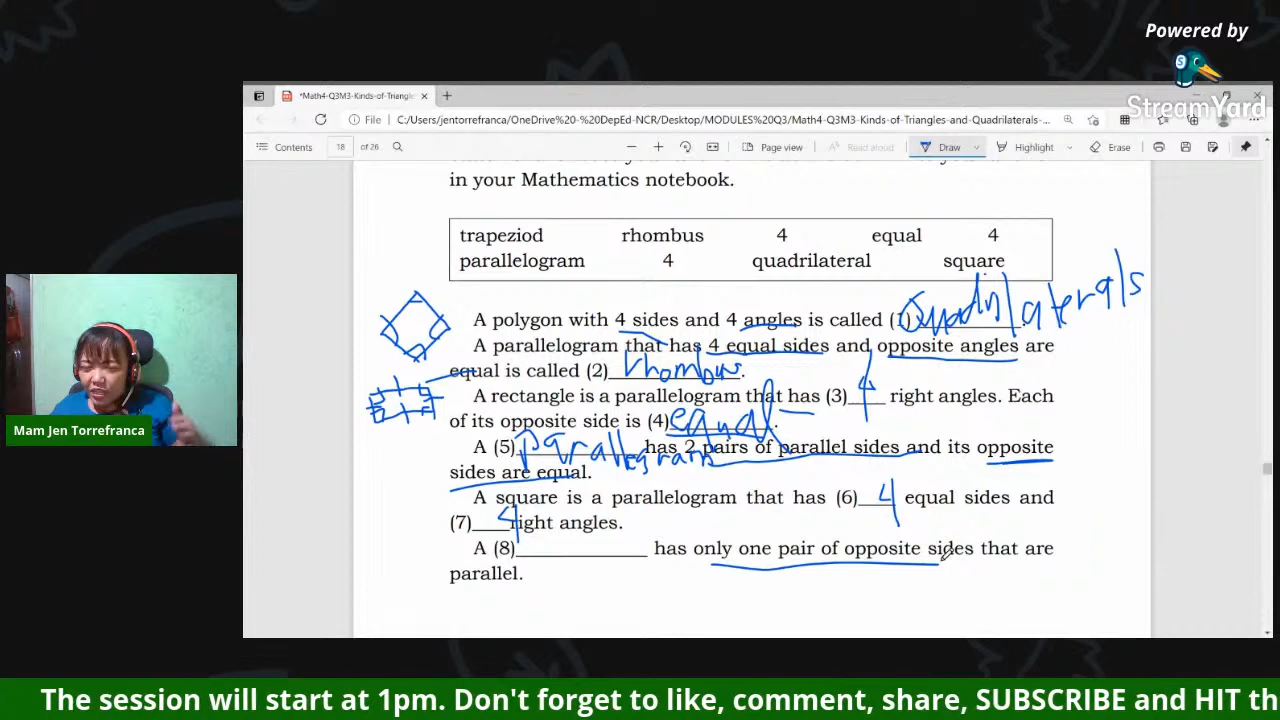 Powered by
StreamYard
*Math4-Q3M3-Kinds-of-Triangle
File
C:/Users/jentorrefranca/OneDrive%20-%20DepEd-NCR/Desktop/MODULES%20Q3/Math4-Q3M3-Kinds-of-Triangles-and-Quadrilaterals-...
Contents
18 of 26
Page view
Read aloud
Draw
Highlight
Erase
in your Mathematics notebook.
trapeziod rhombus 4 equal 4
parallelogram 4 quadrilateral square
A polygon with 4 sides and 4 angles is called (1) Quadrilaterals
A parallelogram that has 4 equal sides and opposite angles are
equal is called (2) rhombus.
A rectangle is a parallelogram that has (3) 4 right angles. Each
of its opposite side is (4) equal.
A (5) parallelogram has 2 pairs of parallel sides and its opposite
sides are equal.
A square is a parallelogram that has (6) 4 equal sides and
(7) 4 right angles.
A (8)____________ has only one pair of opposite sides that are
parallel.
Mam Jen Torrefranca
The session will start at 1pm. Don't forget to like, comment, share, SUBSCRIBE and HIT th